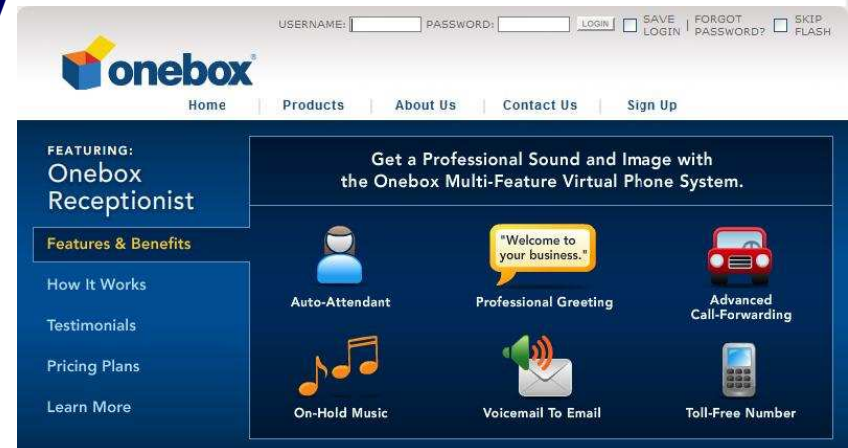 USERNAME: PASSWORD: LOGIN SAVE LOGIN | FORGOT PASSWORD? SKIP FLASH
onebox®
Home | Products | About Us | Contact Us | Sign Up
FEATURING:
Onebox
Receptionist
Features & Benefits
How It Works
Testimonials
Pricing Plans
Learn More
Get a Professional Sound and Image with
the Onebox Multi-Feature Virtual Phone System.
Auto-Attendant
"Welcome to
your business."
Professional Greeting
Advanced
Call-Forwarding
On-Hold Music
Voicemail To Email
Toll-Free Number